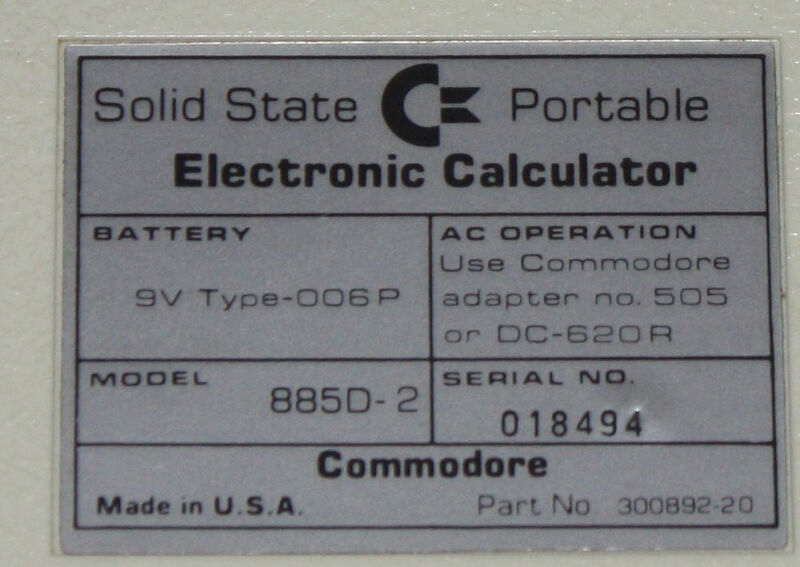 Solid State Portable
Electronic Calculator
BATTERY
9V Type-006P
AC OPERATION
Use Commodore
adapter no. 505
or DC-620R
MODEL
885D-2
SERIAL NO.
018494
Commodore
Made in U.S.A.
Part No 300892-20